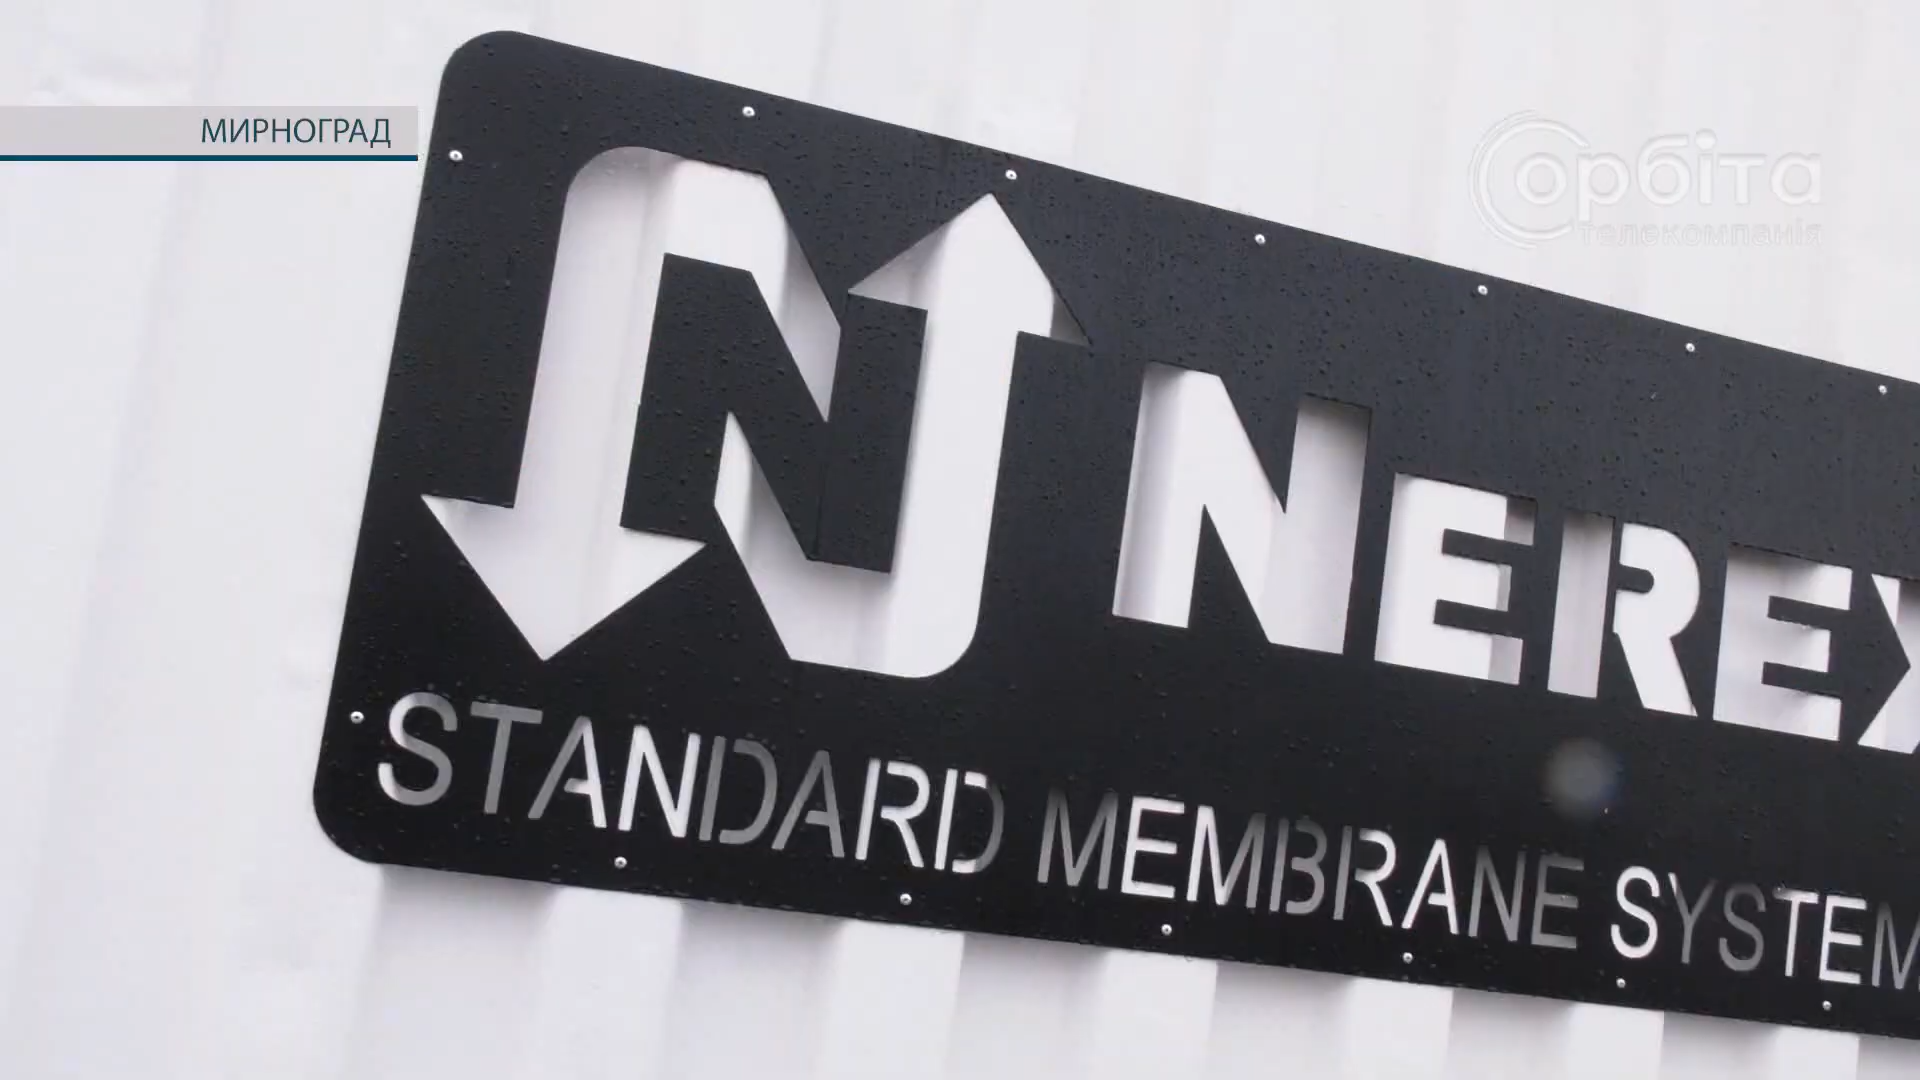 МИРНОГРАД
орбіта
телекомпанія
NEREX
STANDARD MEMBRANE SYSTEM